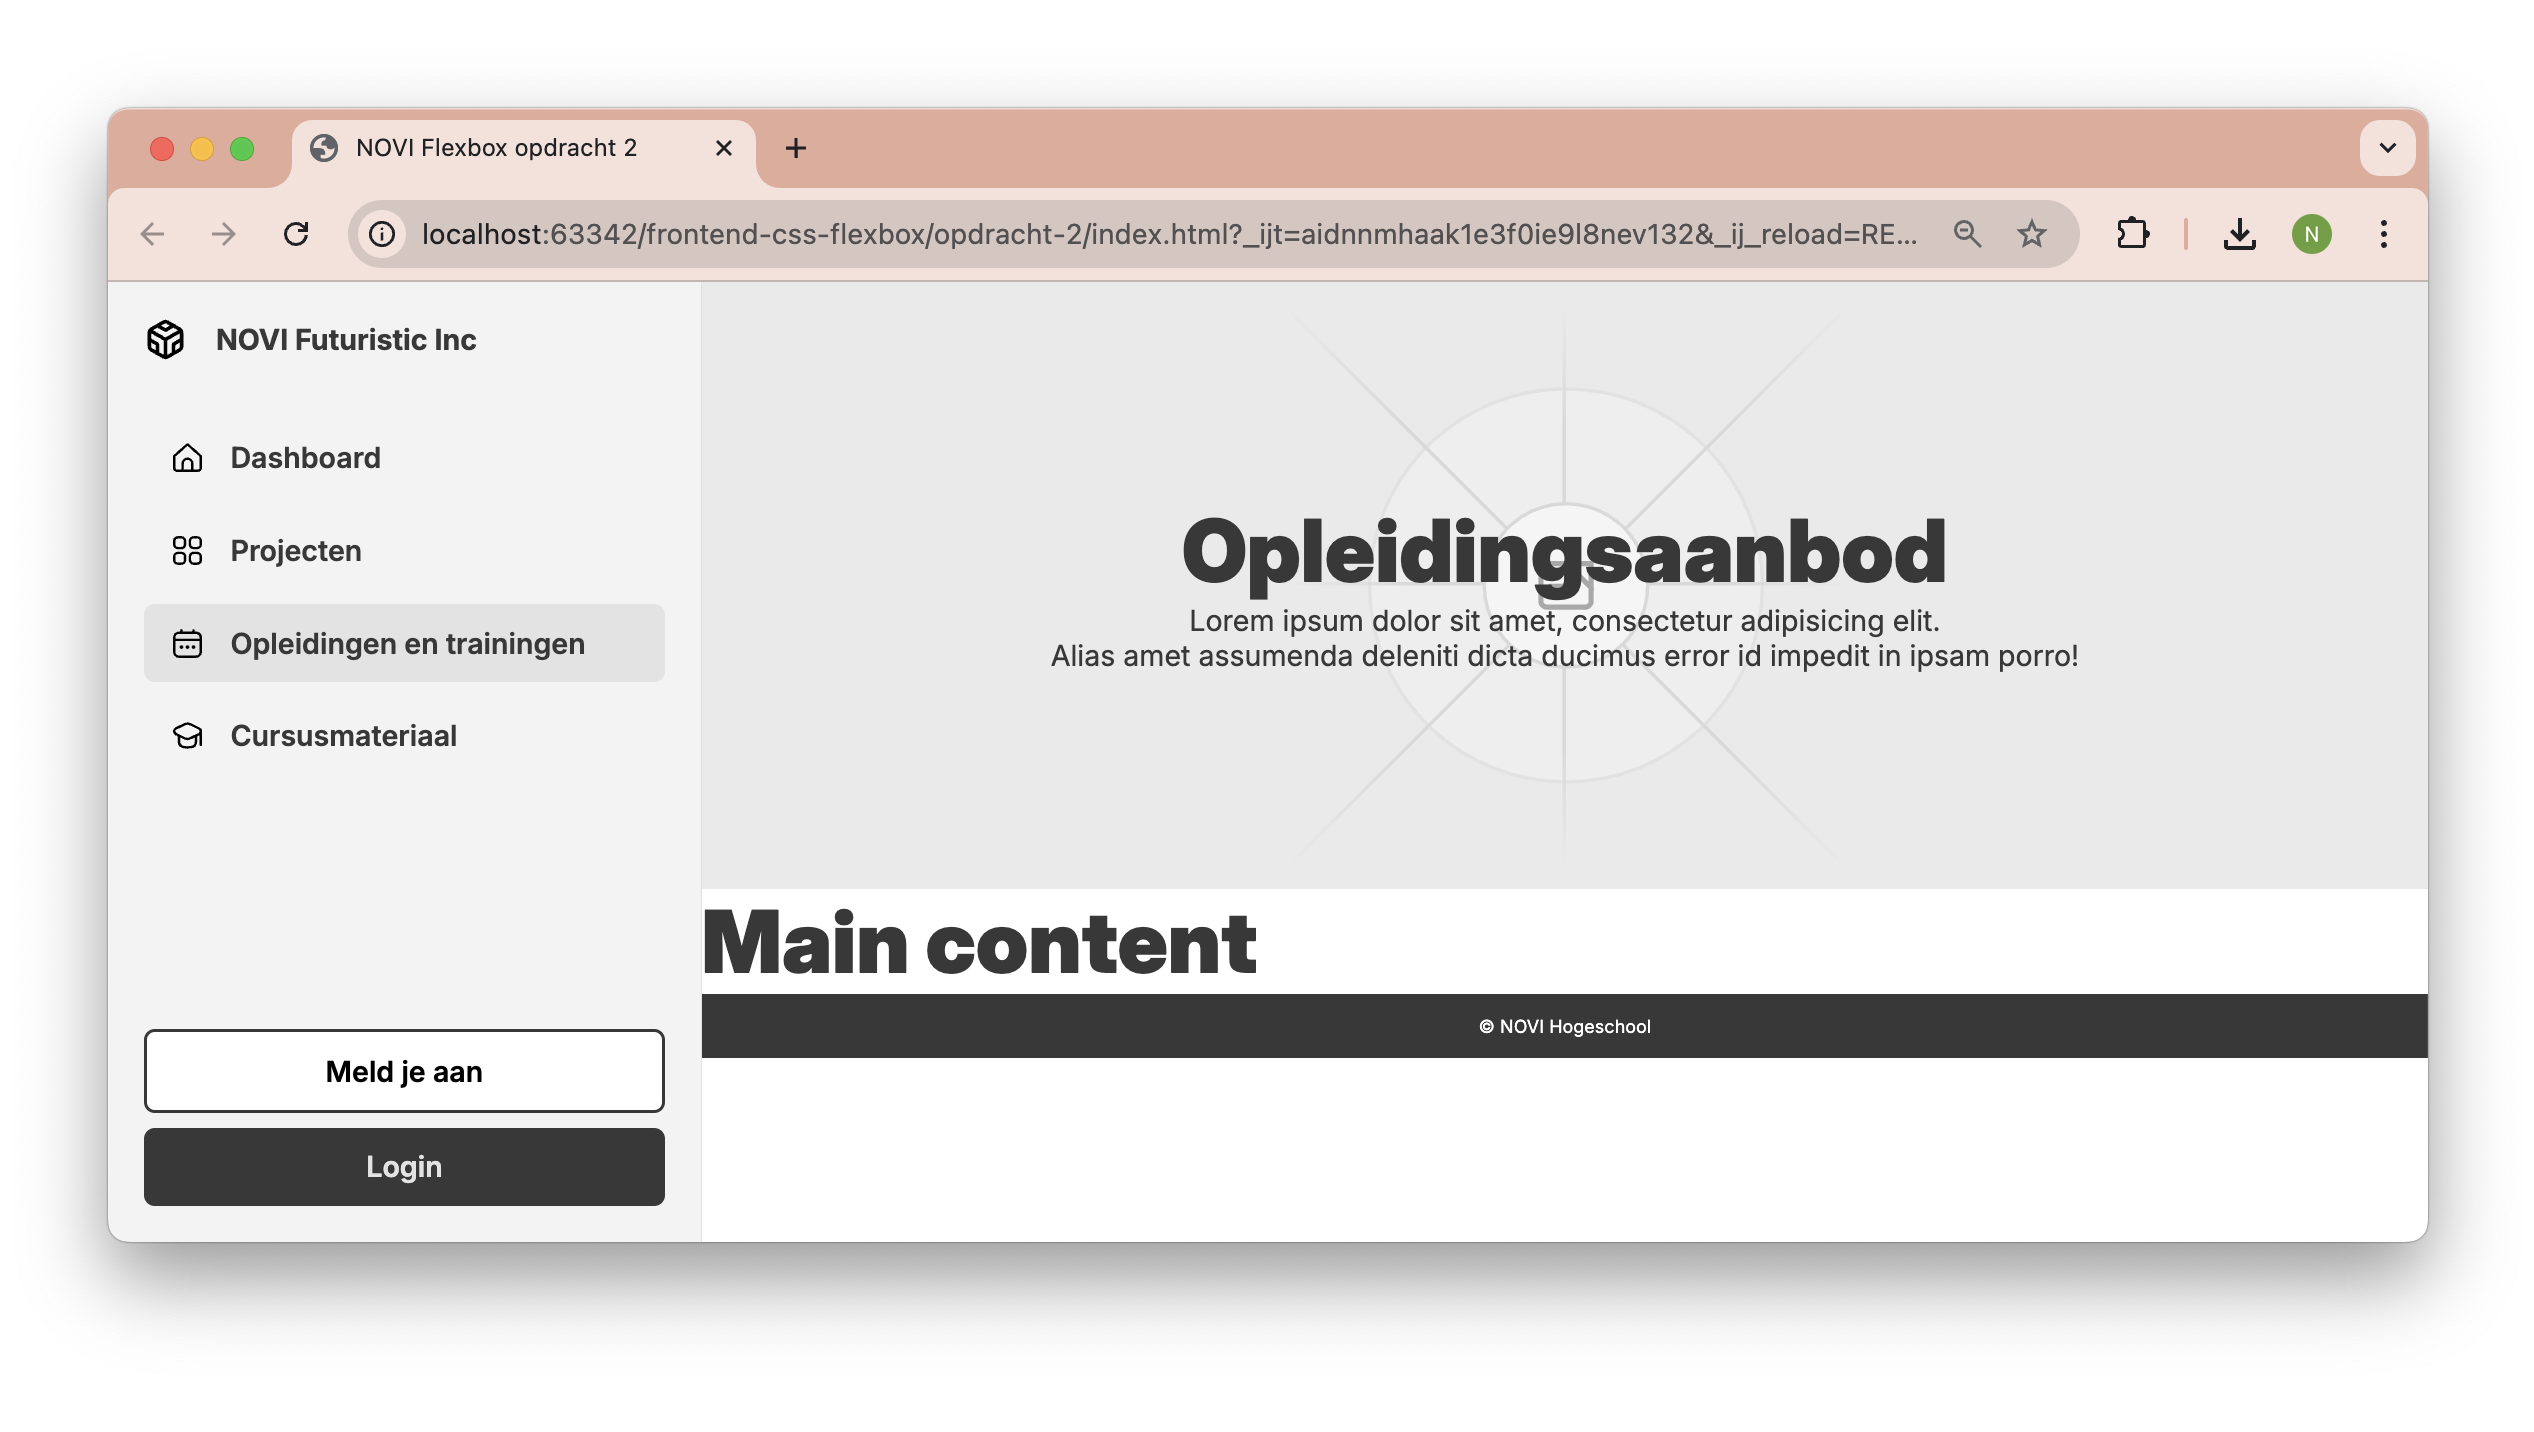 NOVI Flexbox opdracht 2
localhost:63342/frontend-css-flexbox/opdracht-2/index.html?_ijt=aidnnmhaak1e3f0ie9l8nev132&_ij_reload=RE...
N
NOVI Futuristic Inc
Dashboard
Projecten
Opleidingen en trainingen
Cursusmateriaal
Meld je aan
Login
Opleidingsaanbod
Lorem ipsum dolor sit amet, consectetur adipisicing elit.
Alias amet assumenda deleniti dicta ducimus error id impedit in ipsam porro!
Main content
© NOVI Hogeschool